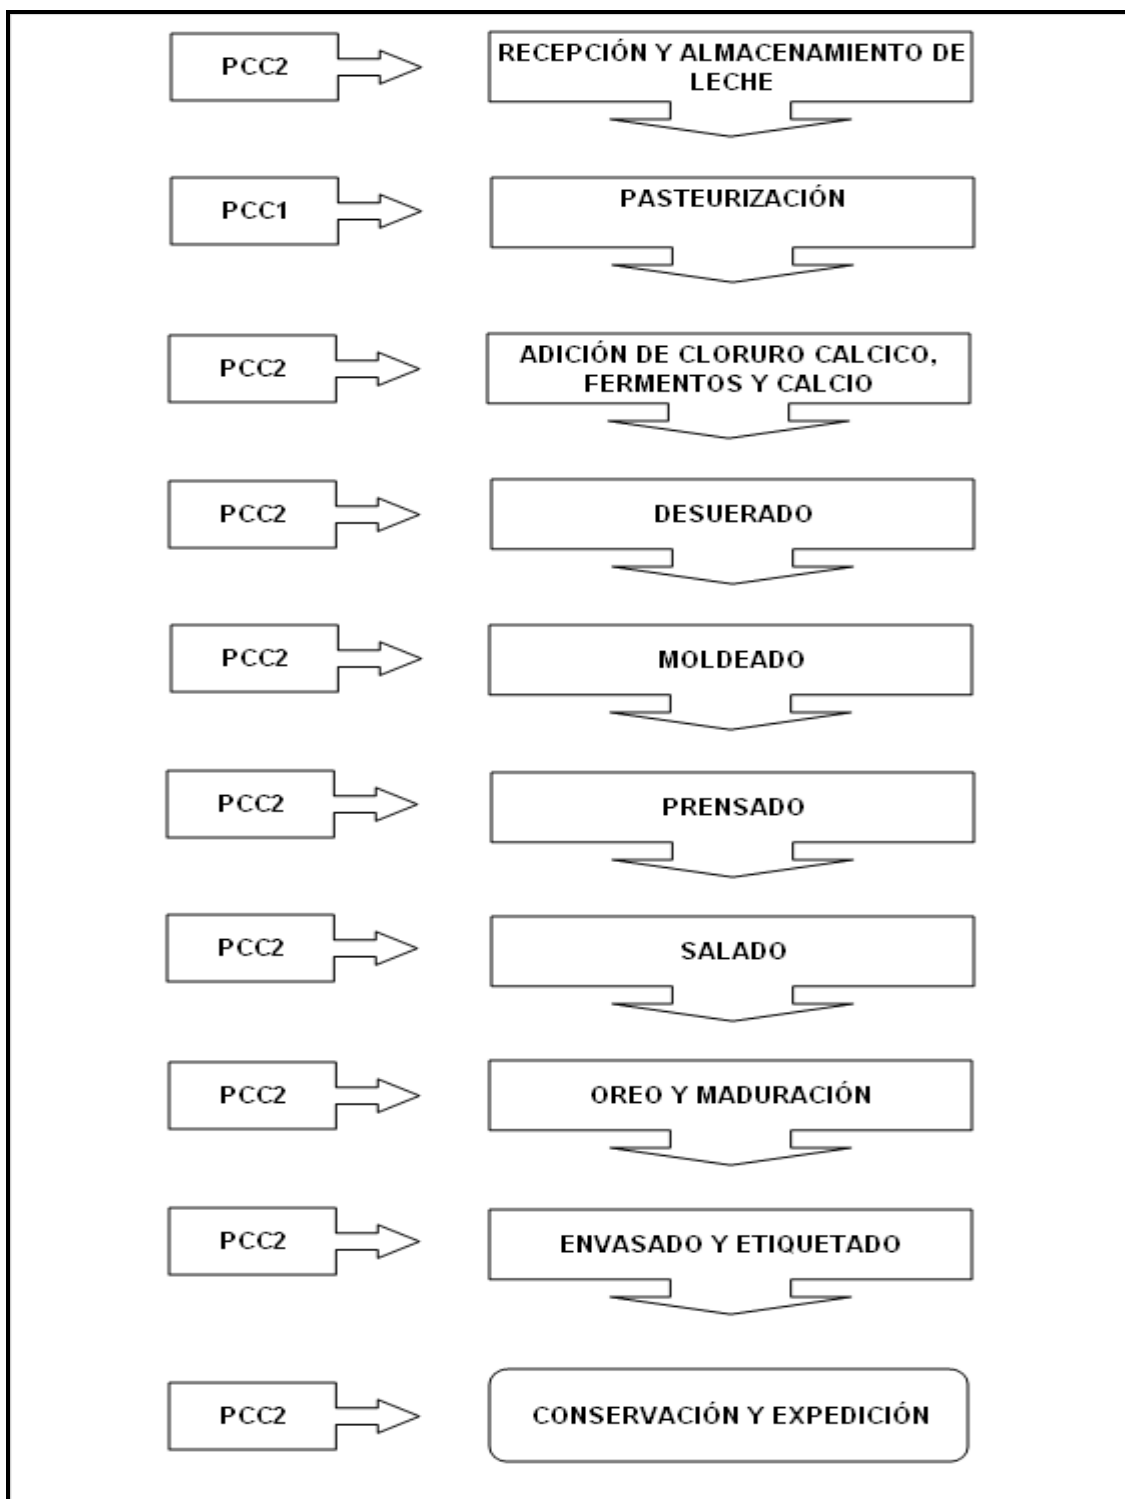 PCC2
RECEPCIÓN Y ALMACENAMIENTO DE
LECHE
PCC1
PASTEURIZACIÓN
PCC2
ADICIÓN DE CLORURO CALCICO,
FERMENTOS Y CALCIO
PCC2
DESUERADO
PCC2
MOLDEADO
PCC2
PRENSADO
PCC2
SALADO
PCC2
OREO Y MADURACIÓN
PCC2
ENVASADO Y ETIQUETADO
PCC2
CONSERVACIÓN Y EXPEDICIÓN